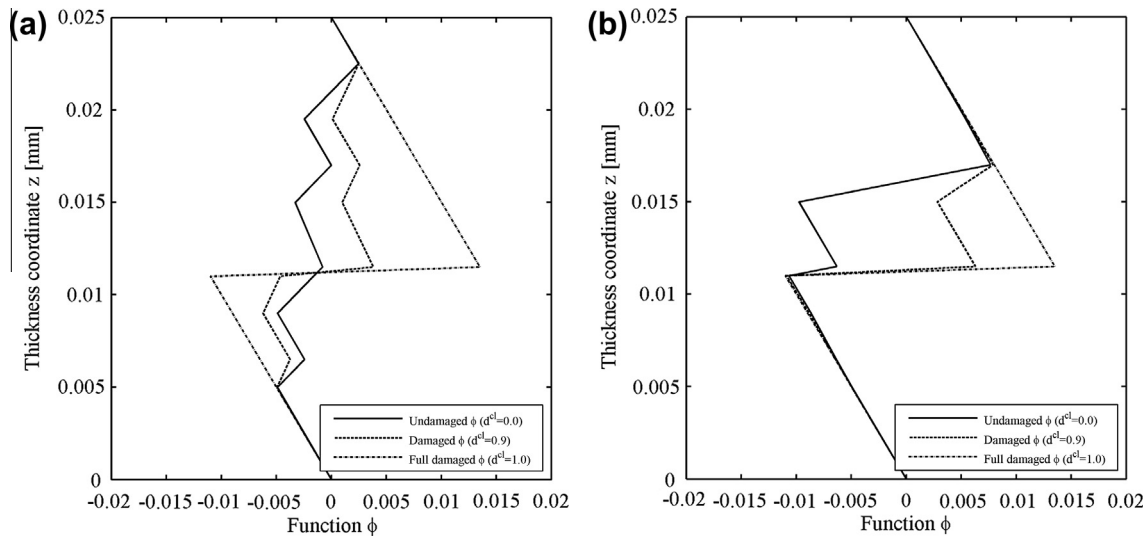 (a)
Thickness coordinate z [mm]
0.025
0.02
0.015
0.01
0.005
0
-0.02 -0.015 -0.01 -0.005 0 0.005 0.01 0.015 0.02
Function ϕ
Undamaged ϕ (d^cl=0.0)
Damaged ϕ (d^cl=0.9)
Full damaged ϕ (d^cl=1.0)
(b)
Thickness coordinate z [mm]
0.025
0.02
0.015
0.01
0.005
0
-0.02 -0.015 -0.01 -0.005 0 0.005 0.01 0.015 0.02
Function ϕ
Undamaged ϕ (d^cl=0.0)
Damaged ϕ (d^cl=0.9)
Full damaged ϕ (d^cl=1.0)